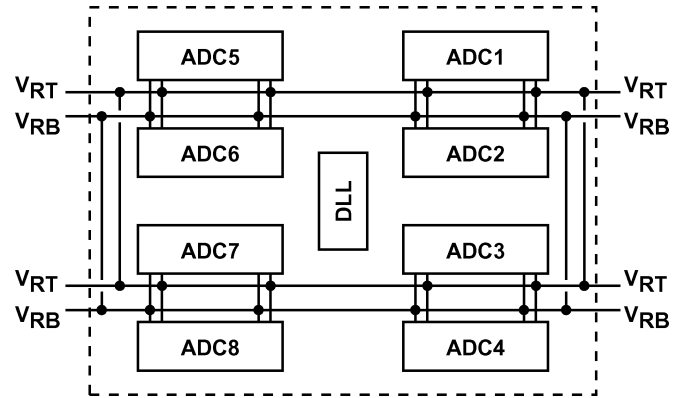 ADC5 ADC1
VRT VRT
VRB VRB
ADC6 ADC2
DLL
ADC7 ADC3
VRT VRT
VRB VRB
ADC8 ADC4